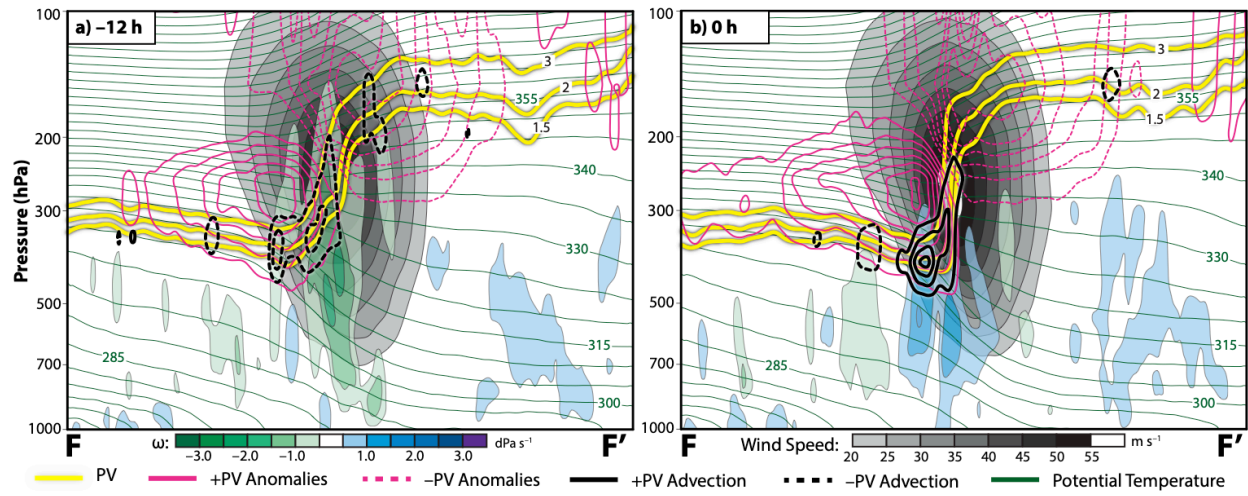 a) −12 h
b) 0 h
100
200
300
500
700
1000
Pressure (hPa)
3
2
355
1.5
340
330
315
300
285
F
F′
ω:
−3.0
−2.0
−1.0
1.0
2.0
3.0
dPa s⁻¹
100
200
300
500
700
1000
3
2
355
1.5
340
330
315
300
285
F
F′
Wind Speed:
20 25 30 35 40 45 50 55
m s⁻¹
PV
+PV Anomalies
−PV Anomalies
+PV Advection
−PV Advection
Potential Temperature